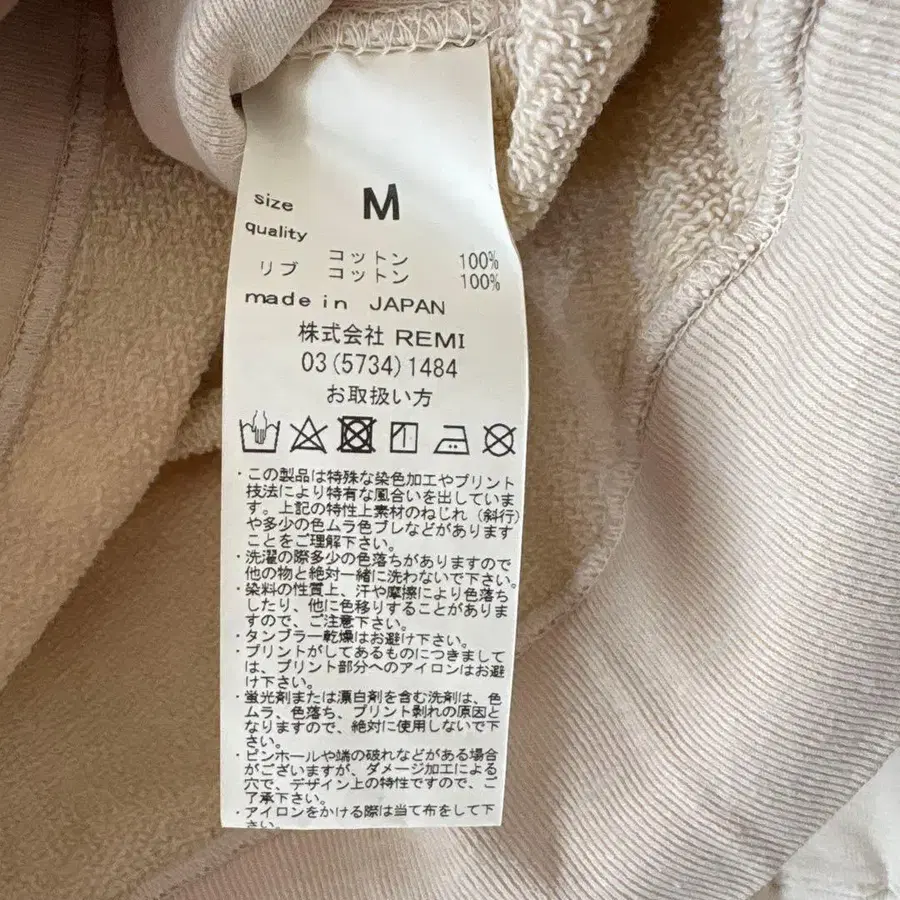 size M
quality
コットン 100%
リブ コットン 100%
made in JAPAN
株式会社 REMI
03(5734)1484
お取扱い方
・この製品は特殊な染色加工やプリント
技法により特有な風合いを出していま
す。上記の特性上素材のねじれ（斜行）
や多少の色ムラ色ブレなどがあります
ことをご理解下さい。
・洗濯の際多少の色落ちがありますので
他の物と絶対一緒に洗わないで下さい。
・染料の性質上、汗や摩擦により色落ち
したり、他に色移りすることがありま
すので、ご注意下さい。
・タンブラー乾燥はお避け下さい。
・プリントがしてあるものにつきまして
は、プリント部分へのアイロンはお避
け下さい。
・蛍光剤または漂白剤を含む洗剤は、色
ムラ、色落ち、プリント剥れの原因と
なりますので、絶対に使用しないで下
さい。
・ピンホールや端の破れなどがある場合
がございますが、ダメージ加工による
穴で、デザイン上の特性ですので、ご
了承下さい。
・アイロンをかける際は当て布をして下
さい。